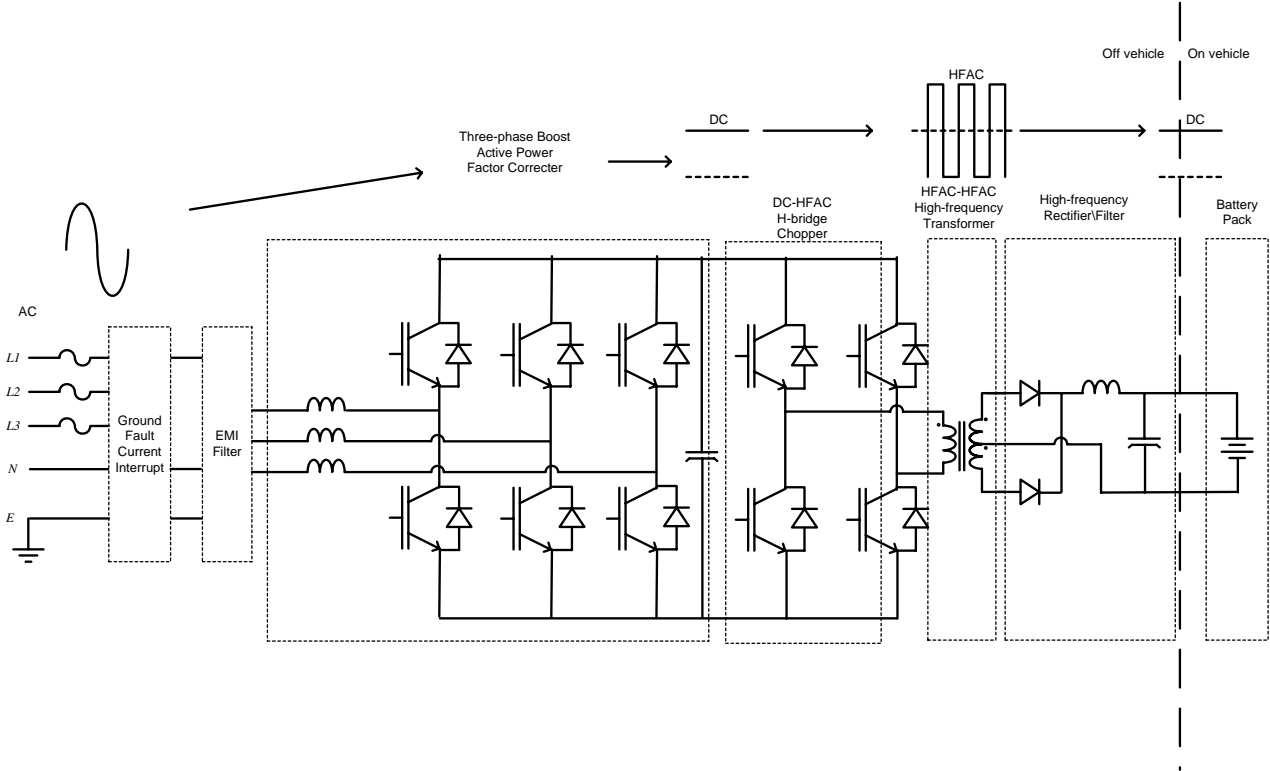 Off vehicle
On vehicle
HFAC
DC
DC
Three-phase Boost
Active Power
Factor Correcter
DC-HFAC
H-bridge
Chopper
HFAC-HFAC
High-frequency
Transformer
High-frequency
Rectifier\Filter
Battery
Pack
AC
L1
L2
L3
N
E
Ground
Fault
Current
Interrupt
EMI
Filter